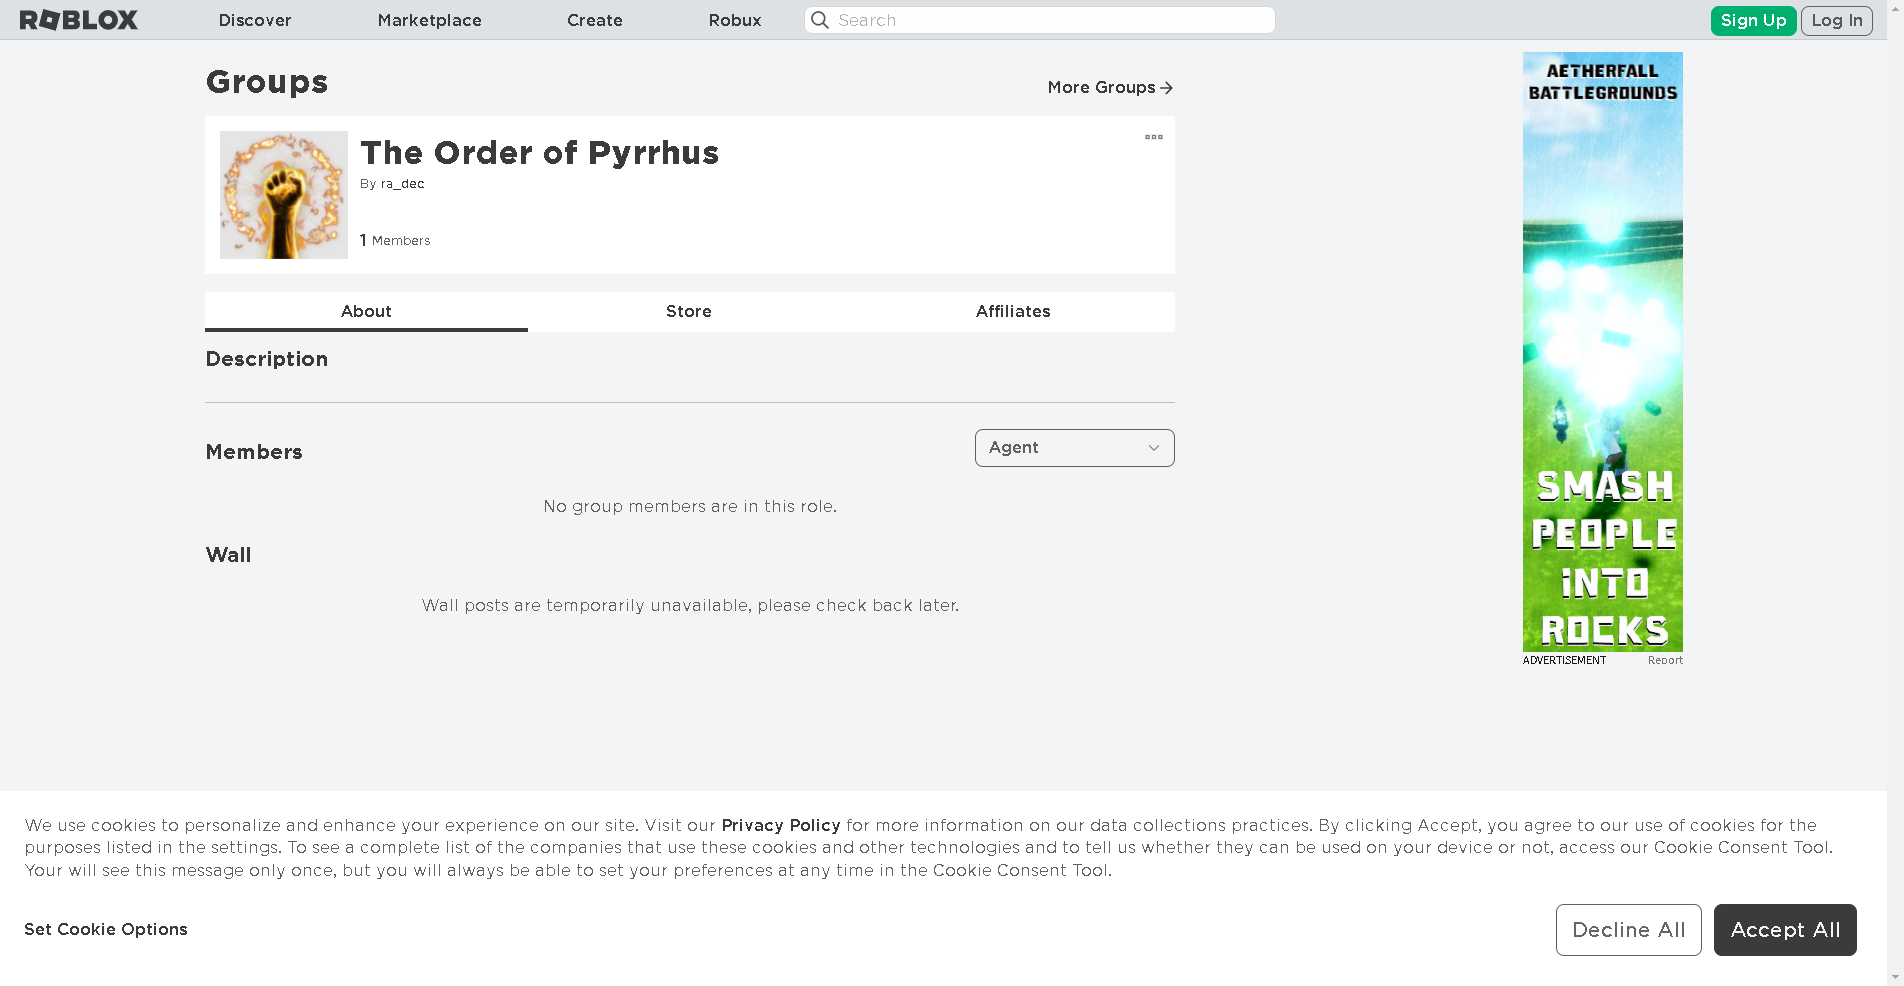 ROBLOX
Discover
Marketplace
Create
Robux
Search
Sign Up
Log In
Groups
More Groups
The Order of Pyrrhus
By ra_dec
1 Members
About
Store
Affiliates
Description
Members
Agent
No group members are in this role.
Wall
Wall posts are temporarily unavailable, please check back later.
AETHERFALL
BATTLEGROUNDS
SMASH
PEOPLE
INTO
ROCKS
ADVERTISEMENT
Report
We use cookies to personalize and enhance your experience on our site. Visit our Privacy Policy for more information on our data collections practices. By clicking Accept, you agree to our use of cookies for the
purposes listed in the settings. To see a complete list of the companies that use these cookies and other technologies and to tell us whether they can be used on your device or not, access our Cookie Consent Tool.
Your will see this message only once, but you will always be able to set your preferences at any time in the Cookie Consent Tool.
Set Cookie Options
Decline All
Accept All